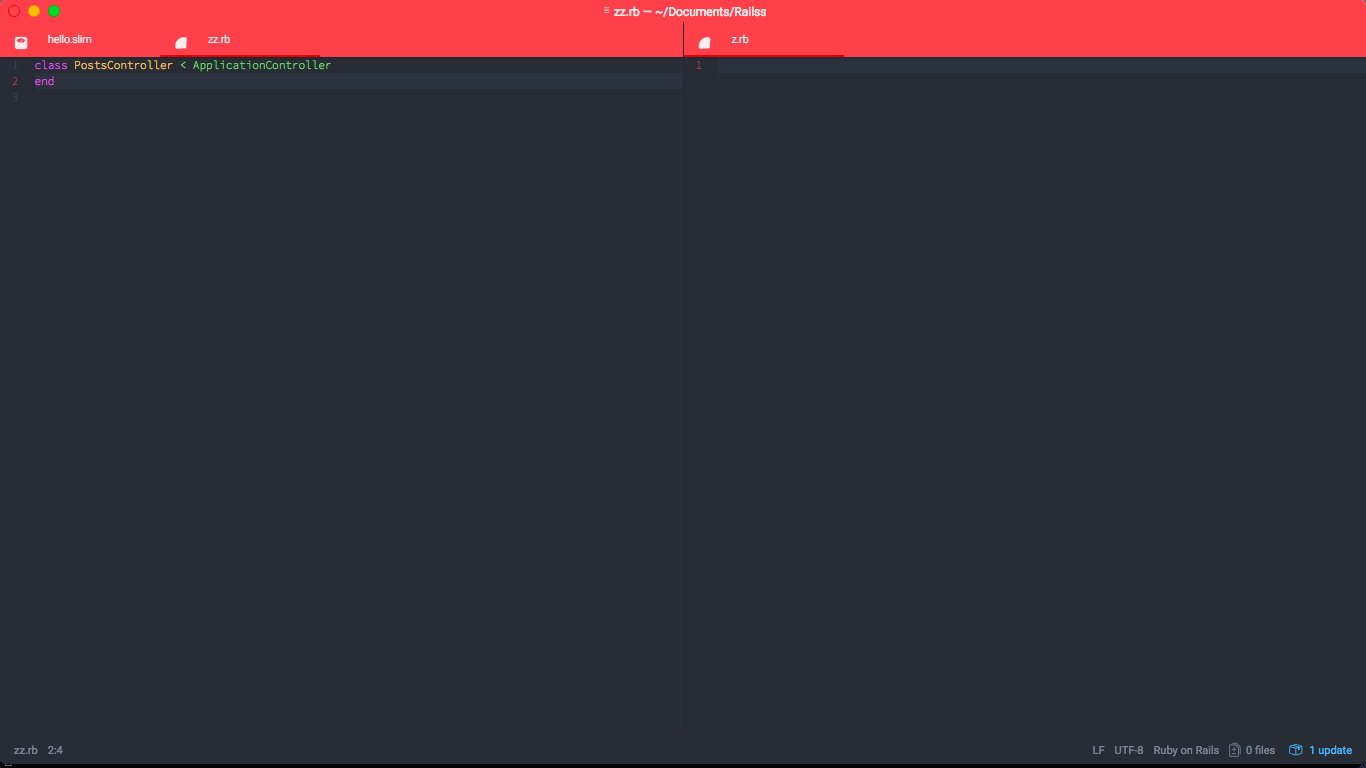 zz.rb — ~/Documents/Railss
hello.slim
zz.rb
z.rb
1 class PostsController < ApplicationController
2 end
3
1
zz.rb 2:4
LF UTF-8 Ruby on Rails 0 files 1 update